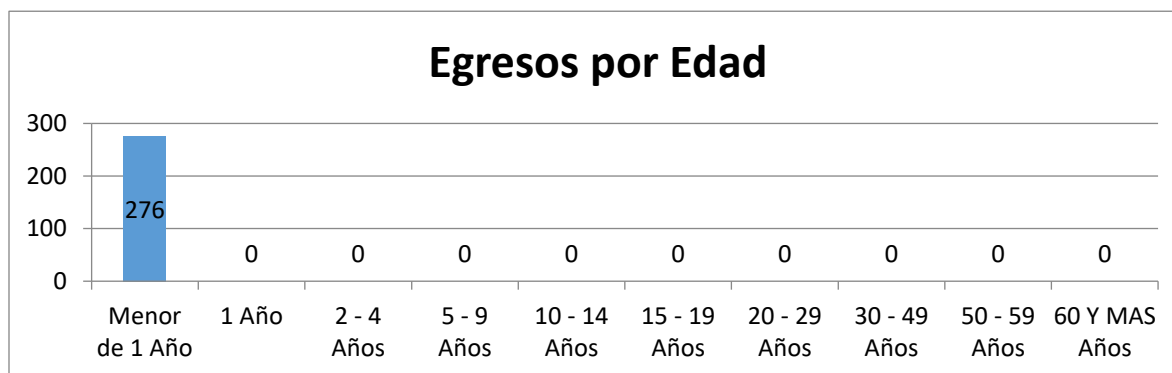 Egresos por Edad
300
200
100
0
276
0
0
0
0
0
0
0
0
0
Menor
de 1 Año
1 Año
2 - 4
Años
5 - 9
Años
10 - 14
Años
15 - 19
Años
20 - 29
Años
30 - 49
Años
50 - 59
Años
60 Y MAS
Años